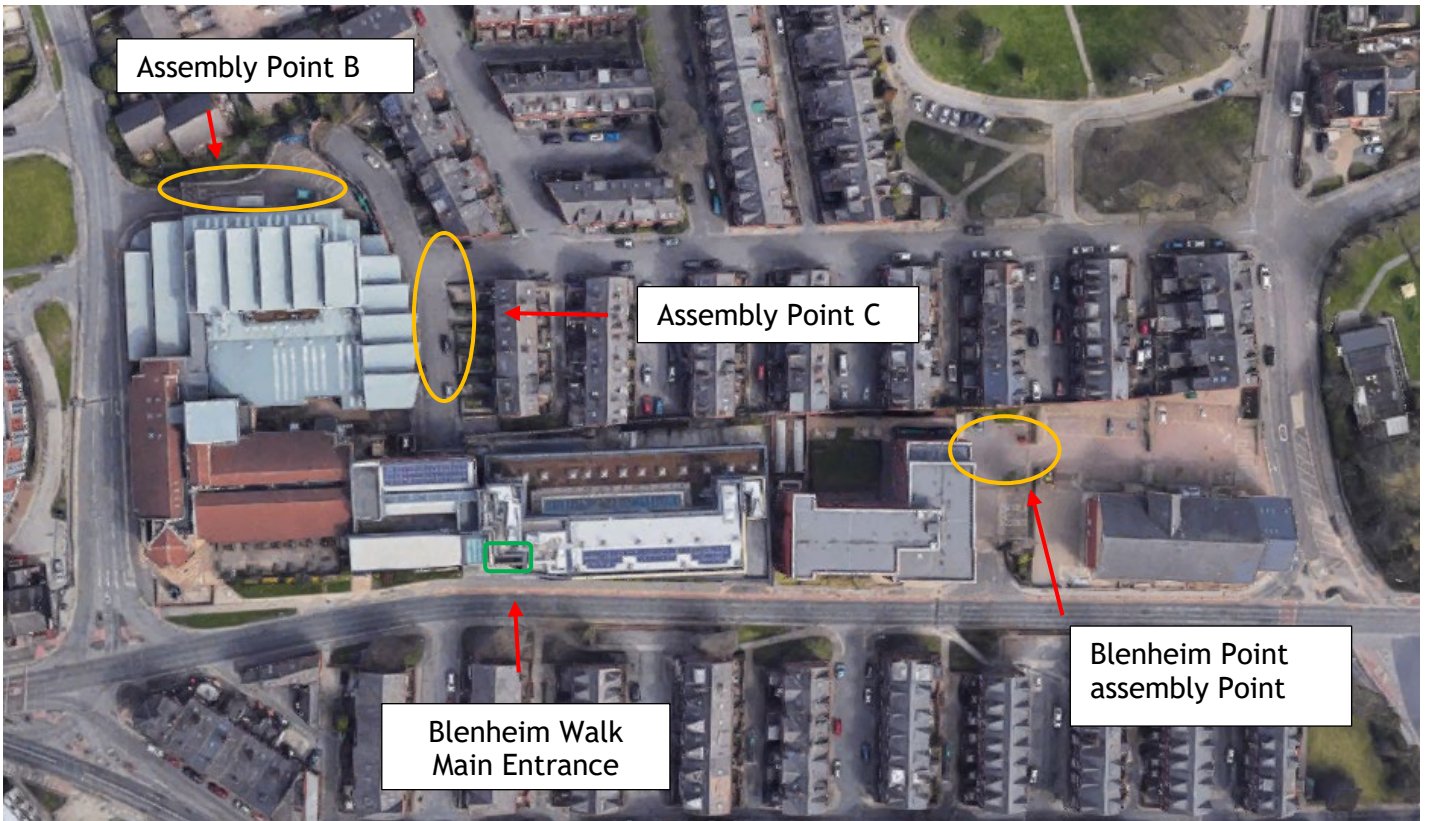 Assembly Point B
Assembly Point C
Blenheim Point
assembly Point
Blenheim Walk
Main Entrance